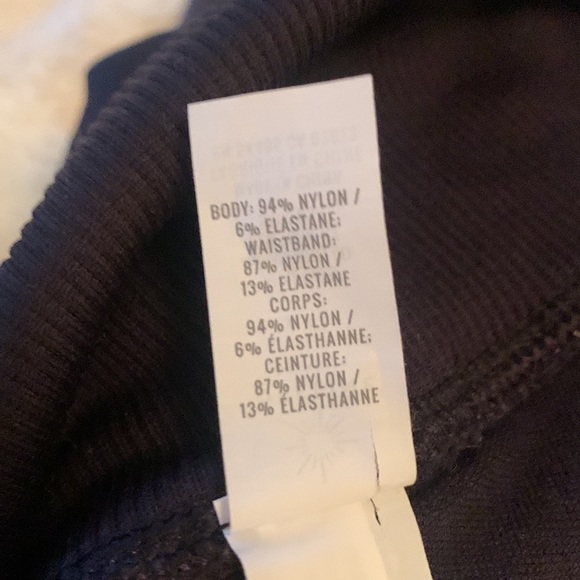 BODY: 94% NYLON /
6% ELASTANE:
WAISTBAND:
87% NYLON /
13% ELASTANE
CORPS:
94% NYLON /
6% ÉLASTHANNE:
CEINTURE:
87% NYLON /
13% ÉLASTHANNE